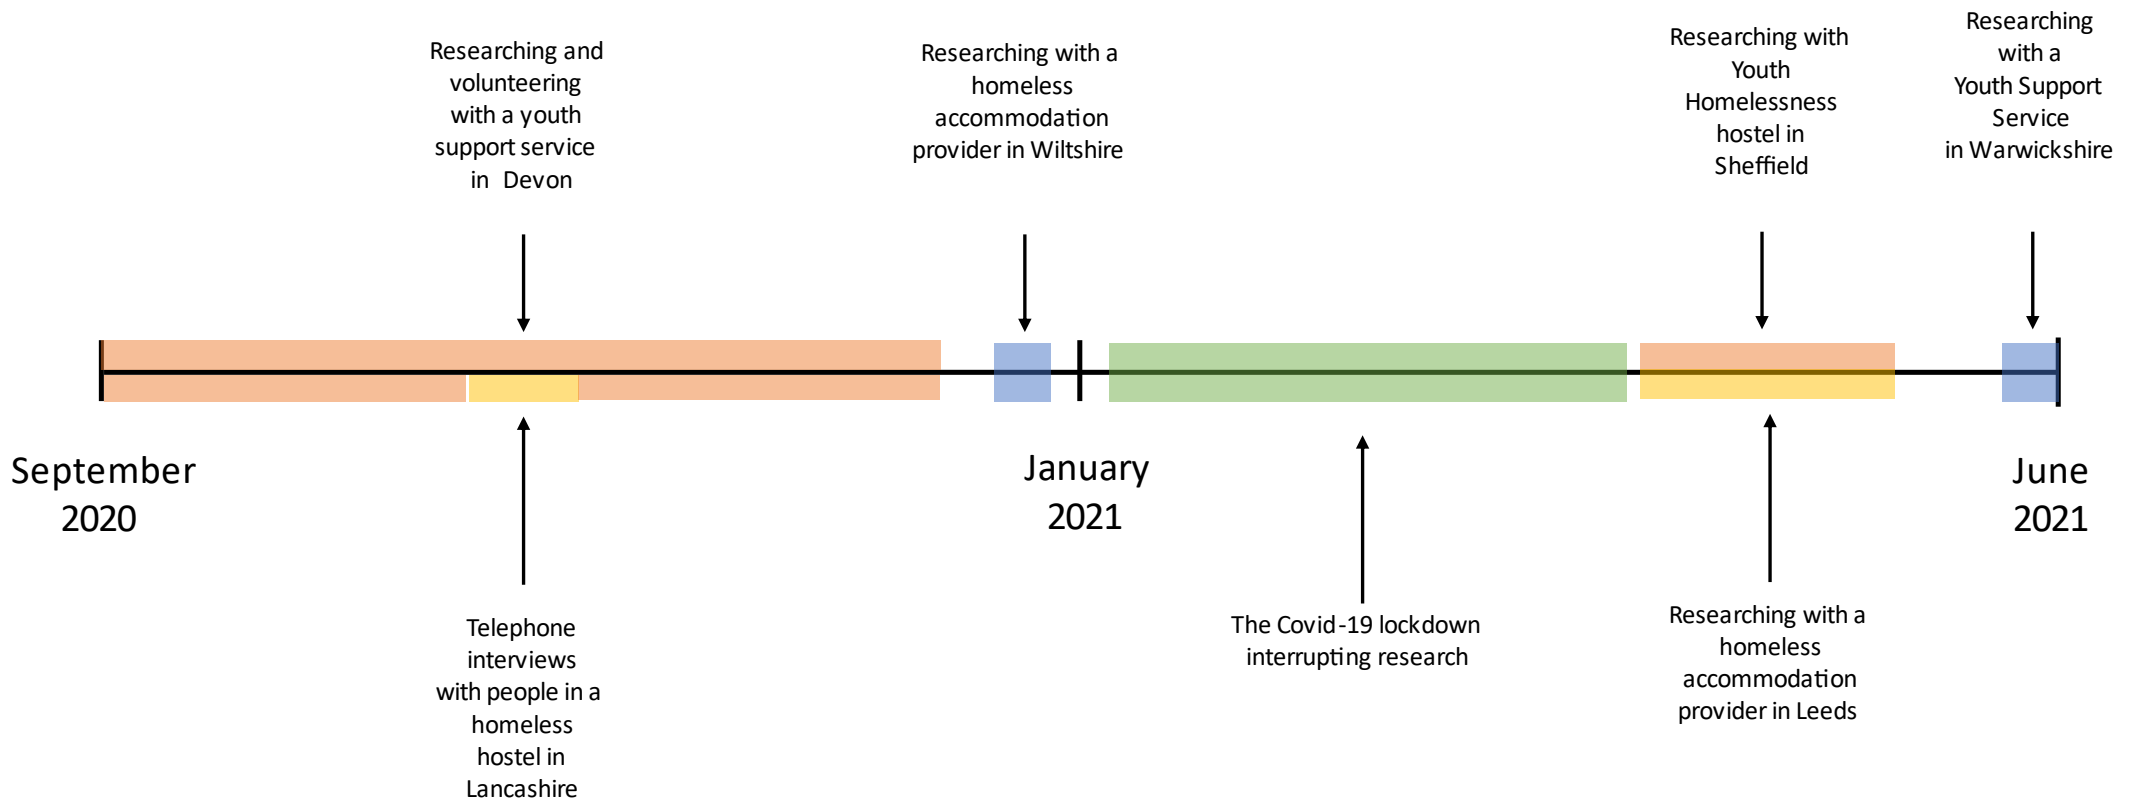 Researching and
volunteering
with a youth
support service
in Devon
Researching with a
homeless
accommodation
provider in Wiltshire
Researching with
Youth
Homelessness
hostel in
Sheffield
Researching
with a
Youth Support
Service
in Warwickshire
September
2020
January
2021
June
2021
Telephone
interviews
with people in a
homeless
hostel in
Lancashire
The Covid-19 lockdown
interrupting research
Researching with a
homeless
accommodation
provider in Leeds